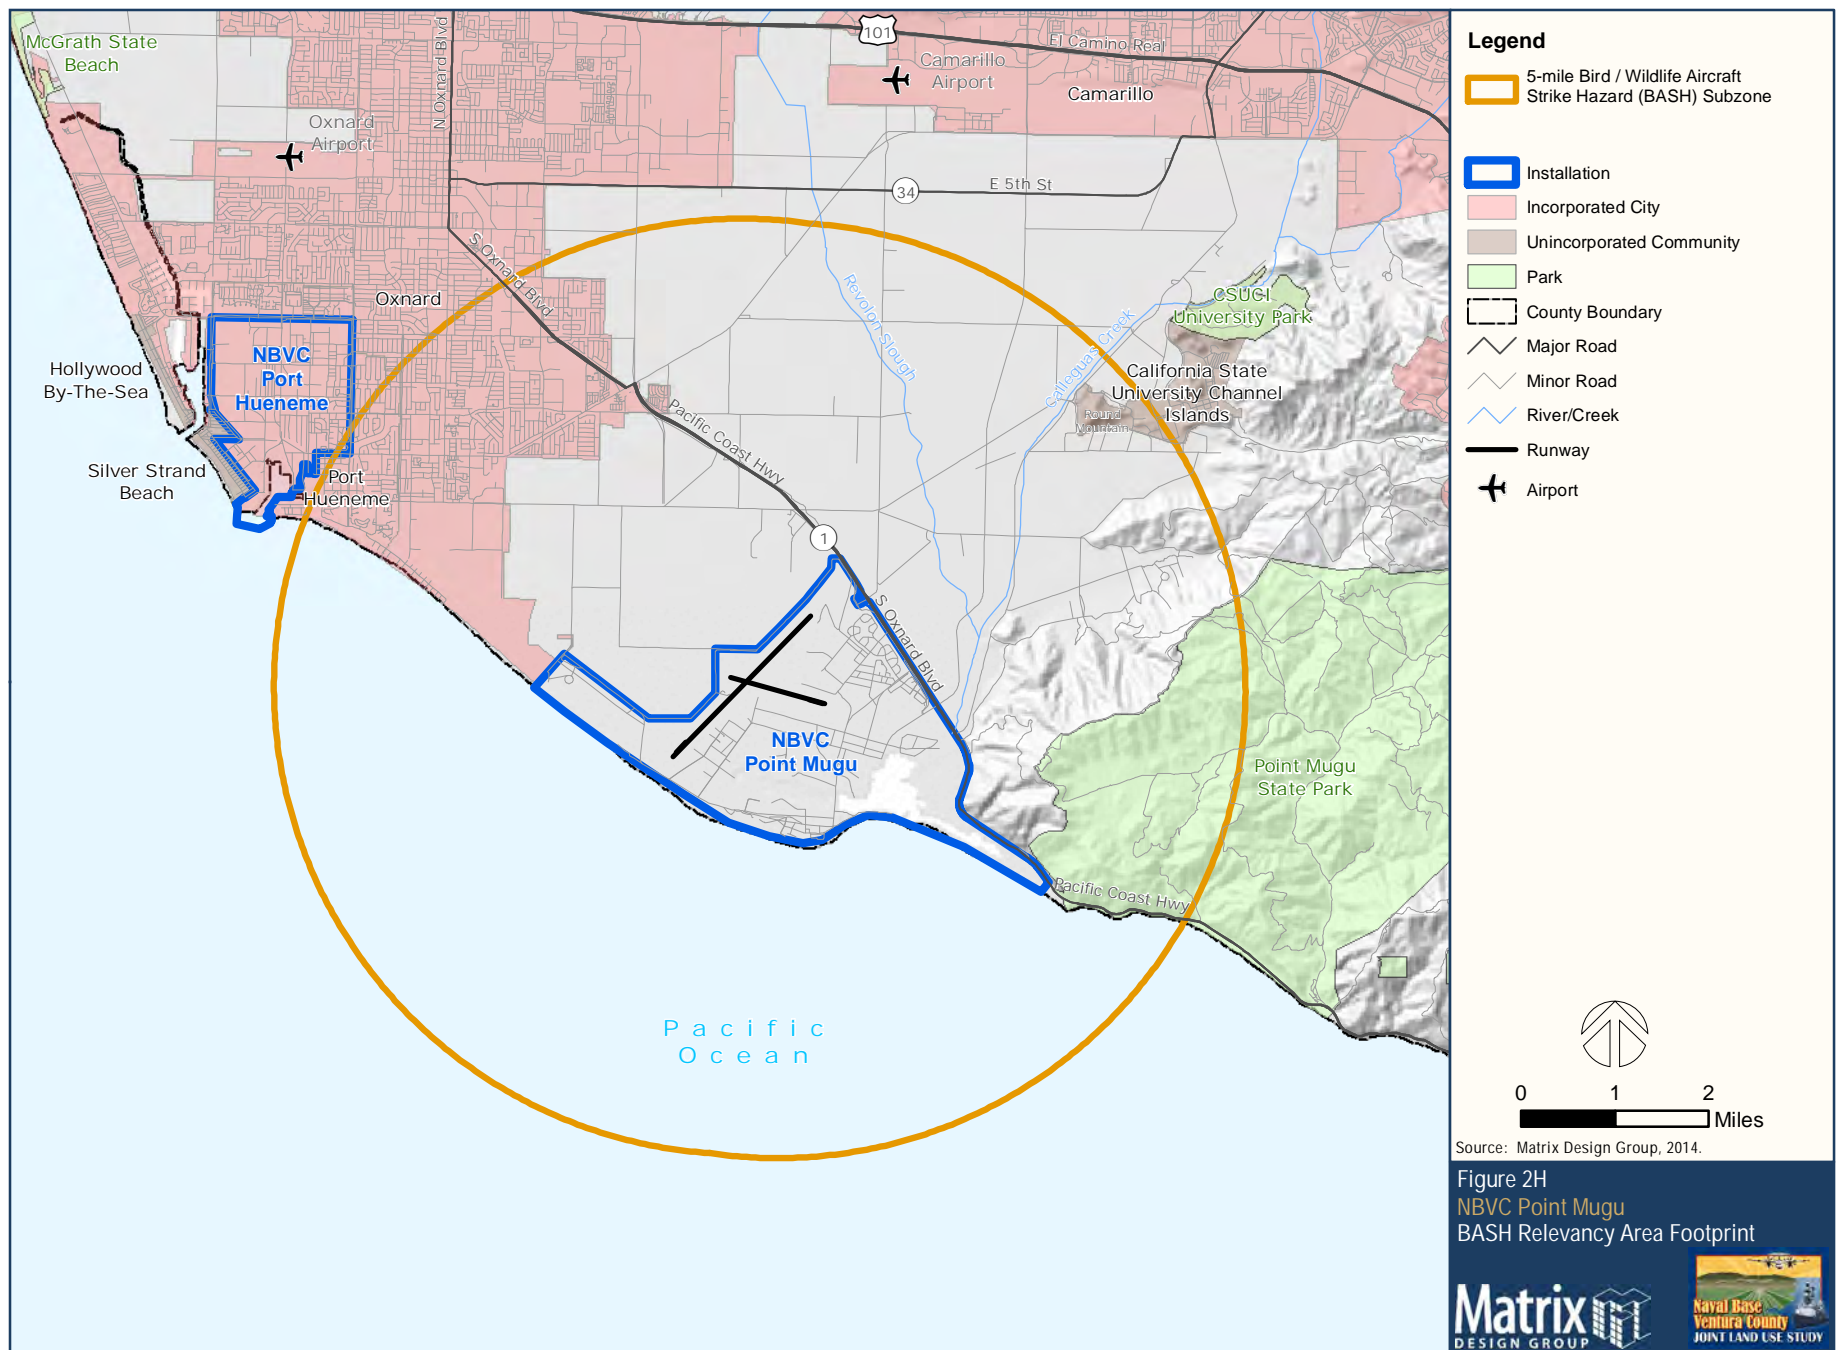 McGrath State
Beach
N Oxnard Blvd
Oxnard
Airport
101
El Camino Real
Camarillo
Airport
Camarillo
34
E 5th St
S Oxnard Blvd
Oxnard
Revolon Slough
Calleguas Creek
CSUCI
University Park
NBVC
Port
Hueneme
Hollywood
By-The-Sea
California State
University Channel
Islands
Round
Mountain
Pacific Coast Hwy
Silver Strand
Beach
Port
Hueneme
1
S Oxnard Blvd
NBVC
Point Mugu
Point Mugu
State Park
Pacific Coast Hwy
Pacific
Ocean
Legend
5-mile Bird / Wildlife Aircraft
Strike Hazard (BASH) Subzone
Installation
Incorporated City
Unincorporated Community
Park
County Boundary
Major Road
Minor Road
River/Creek
Runway
Airport
0 1 2
Miles
Source: Matrix Design Group, 2014.
Figure 2H
NBVC Point Mugu
BASH Relevancy Area Footprint
Matrix
DESIGN GROUP
Naval Base
Ventura County
JOINT LAND USE STUDY